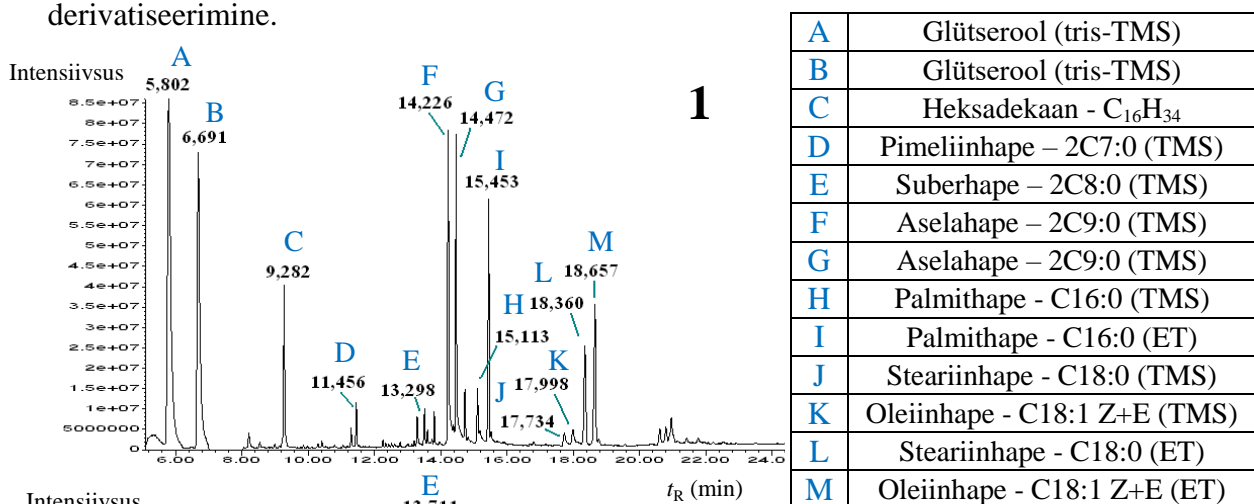 derivatiseerimine.
Intensiivsus
1
A
5,802
B
6,691
C
9,282
D
11,456
E
13,298
F
14,226
G
14,472
I
15,453
H
15,113
J
17,734
K
17,998
L
18,360
M
18,657
8.5e+07
8e+07
7.5e+07
7e+07
6.5e+07
6e+07
5.5e+07
5e+07
4.5e+07
4e+07
3.5e+07
3e+07
2.5e+07
2e+07
1.5e+07
1e+07
5000000
0
6.00 8.00 10.00 12.00 14.00 16.00 18.00 20.00 22.00 24.0
t_R (min)
E
Intensiivsus
13,711
A Glütserool (tris-TMS)
B Glütserool (tris-TMS)
C Heksadekaan - C₁₆H₃₄
D Pimeliinhape – 2C7:0 (TMS)
E Suberhape – 2C8:0 (TMS)
F Aselahape – 2C9:0 (TMS)
G Aselahape – 2C9:0 (TMS)
H Palmithape - C16:0 (TMS)
I Palmithape - C16:0 (ET)
J Steariinhape - C18:0 (TMS)
K Oleiinhape - C18:1 Z+E (TMS)
L Steariinhape - C18:0 (ET)
M Oleiinhape - C18:1 Z+E (ET)